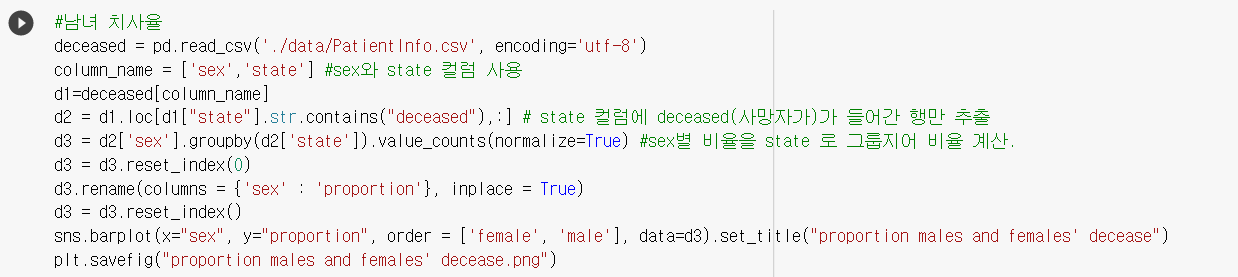 #남녀 치사율
deceased = pd.read_csv('./data/PatientInfo.csv', encoding='utf-8')
column_name = ['sex','state'] #sex와 state 컬럼 사용
d1=deceased[column_name]
d2 = d1.loc[d1["state"].str.contains("deceased"),:] # state 컬럼에 deceased(사망자가)가 들어간 행만 추출
d3 = d2['sex'].groupby(d2['state']).value_counts(normalize=True) #sex별 비율을 state 로 그룹지어 비율 계산.
d3 = d3.reset_index(0)
d3.rename(columns = {'sex' : 'proportion'}, inplace = True)
d3 = d3.reset_index()
sns.barplot(x="sex", y="proportion", order = ['female', 'male'], data=d3).set_title("proportion males and females' decease")
plt.savefig("proportion males and females' decease.png")